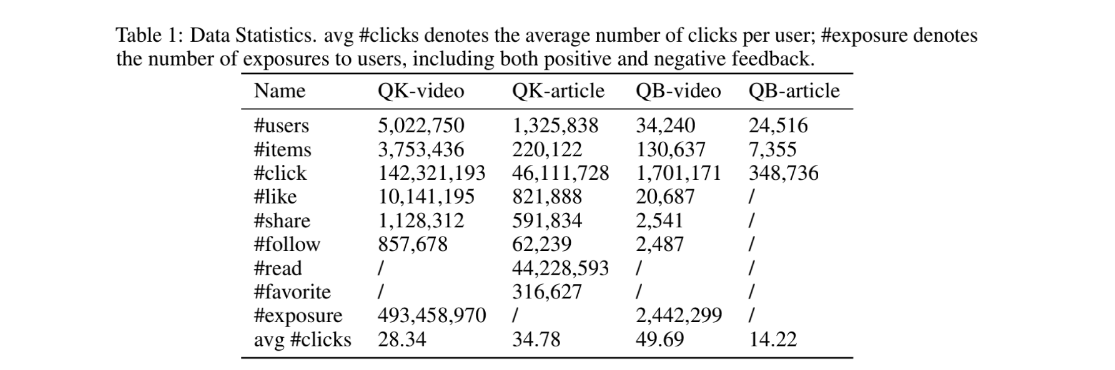 Table 1: Data Statistics. avg #clicks denotes the average number of clicks per user; #exposure denotes
the number of exposures to users, including both positive and negative feedback.
Name QK-video QK-article QB-video QB-article
#users 5,022,750 1,325,838 34,240 24,516
#items 3,753,436 220,122 130,637 7,355
#click 142,321,193 46,111,728 1,701,171 348,736
#like 10,141,195 821,888 20,687 /
#share 1,128,312 591,834 2,541 /
#follow 857,678 62,239 2,487 /
#read / 44,228,593 / /
#favorite / 316,627 / /
#exposure 493,458,970 / 2,442,299 /
avg #clicks 28.34 34.78 49.69 14.22